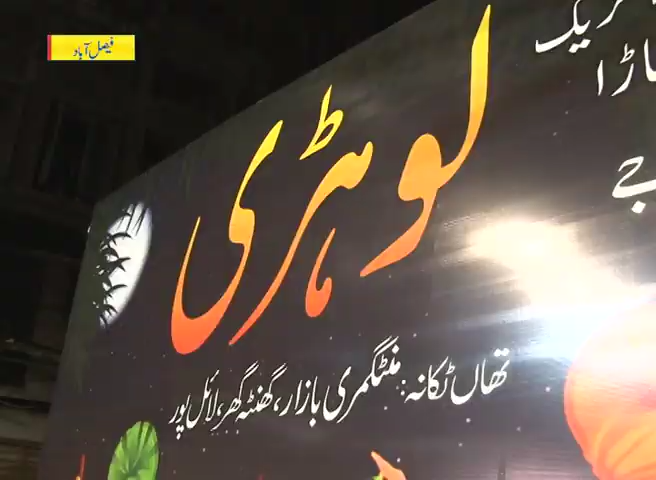 فیصل آباد
لوہڑی
تھاں ٹکانہ: منٹگمری بازار، گھنٹہ گھر، لائل پور